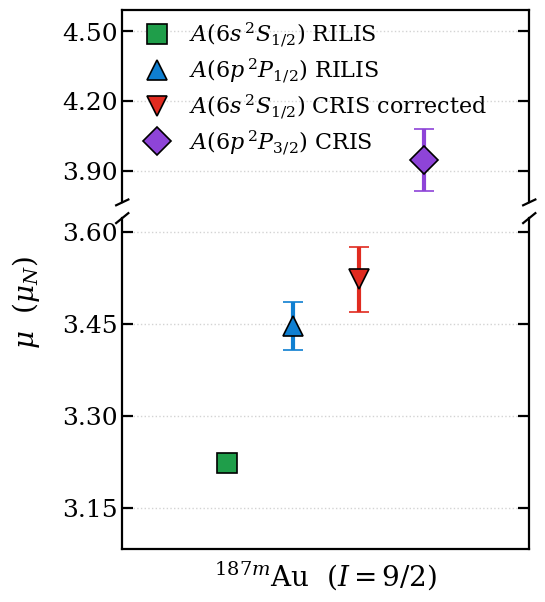 4.50
4.20
3.90
3.60
3.45
3.30
3.15
A(6s ²S₁/₂) RILIS
A(6p ²P₁/₂) RILIS
A(6s ²S₁/₂) CRIS corrected
A(6p ²P₃/₂) CRIS
μ (μ_N)
¹⁸⁷ᵐAu (I = 9/2)